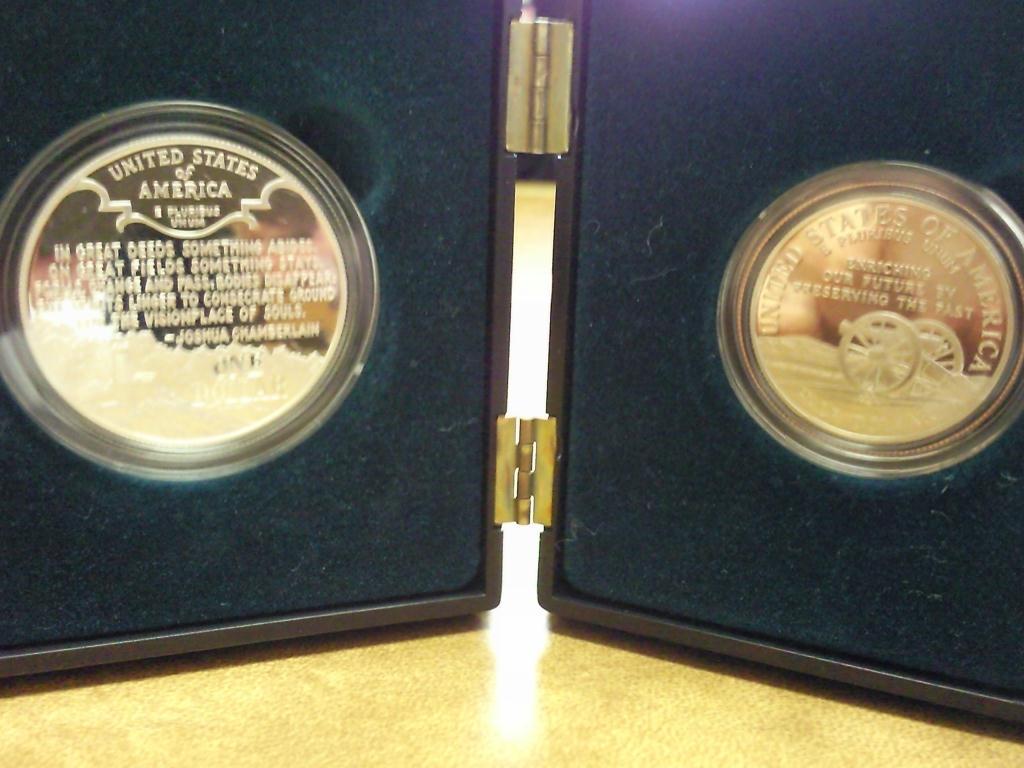 UNITED STATES
of
AMERICA
E PLURIBUS
UNUM
IN GREAT DEEDS SOMETHING ABIDES
ON GREAT FIELDS SOMETHING STAYS
CHANGE AND PASS, BODIES DISAPPEAR
LINGER TO CONSECRATE GROUND
THE VISIONPLACE OF SOULS.
-JOSHUA CHAMBERLAIN
ONE
DOLLAR
UNITED STATES OF AMERICA
E PLURIBUS UNUM
ENRICHING
OUR FUTURE BY
PRESERVING THE PAST